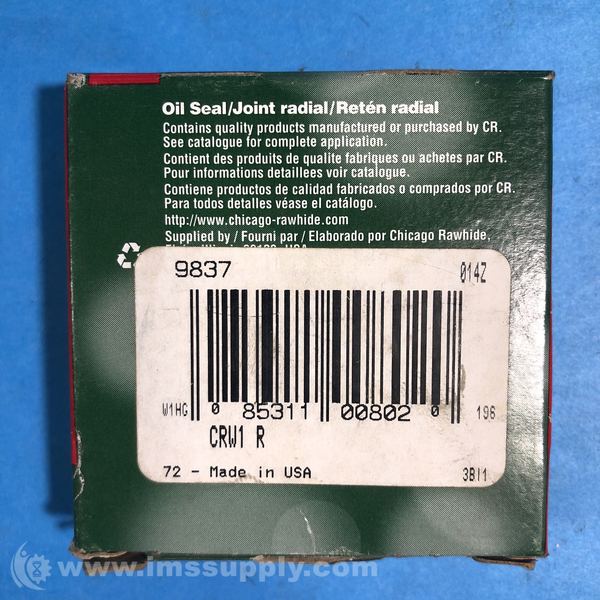 Oil Seal/Joint radial/Retén radial
Contains quality products manufactured or purchased by CR.
See catalogue for complete application.
Contient des produits de qualite fabriques ou achetes par CR.
Pour informations detaillees voir catalogue.
Contiene productos de calidad fabricados o comprados por CR.
Para todos detalles véase el catálogo.
http://www.chicago-rawhide.com
Supplied by / Fourni par / Elaborado por Chicago Rawhide,
USA
9837 014Z
W1HG 0 85311 00802 0 196
CRW1 R
72 - Made in USA 3BI1
www.imssupply.com